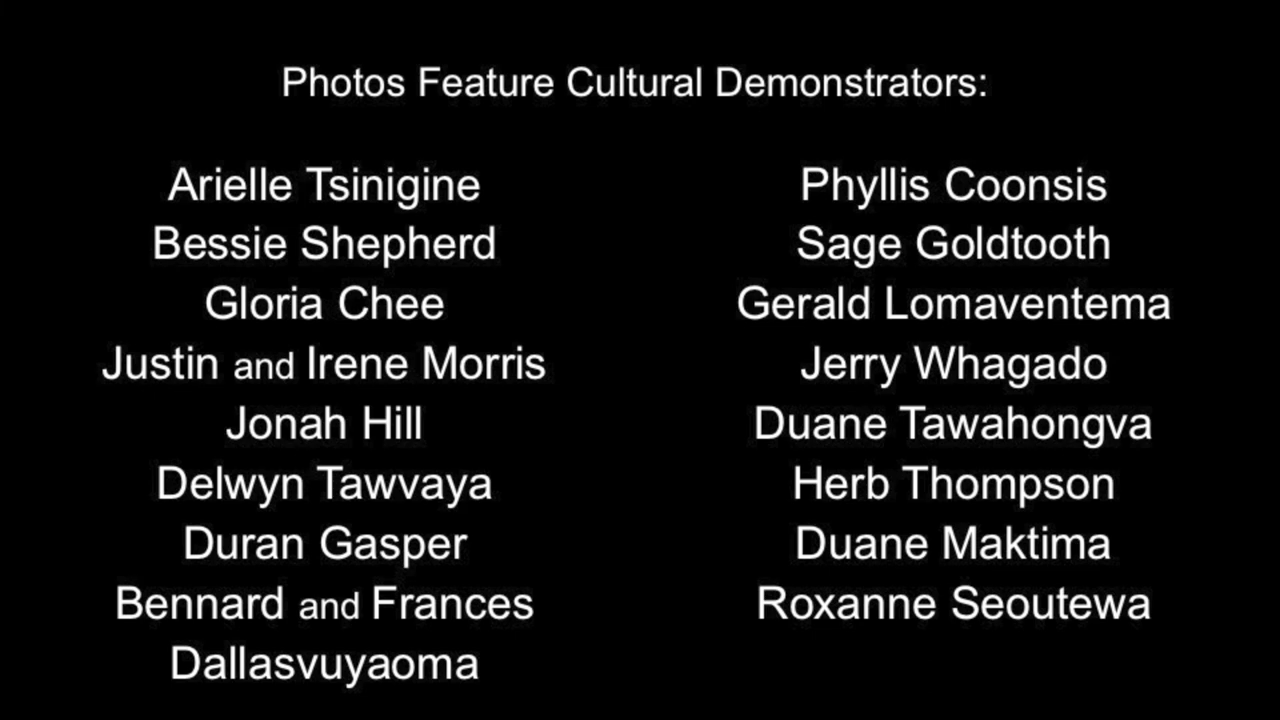 Photos Feature Cultural Demonstrators:
Arielle Tsinigine
Bessie Shepherd
Gloria Chee
Justin and Irene Morris
Jonah Hill
Delwyn Tawvaya
Duran Gasper
Bennard and Frances
Dallasvuyaoma
Phyllis Coonsis
Sage Goldtooth
Gerald Lomaventema
Jerry Whagado
Duane Tawahongva
Herb Thompson
Duane Maktima
Roxanne Seoutewa